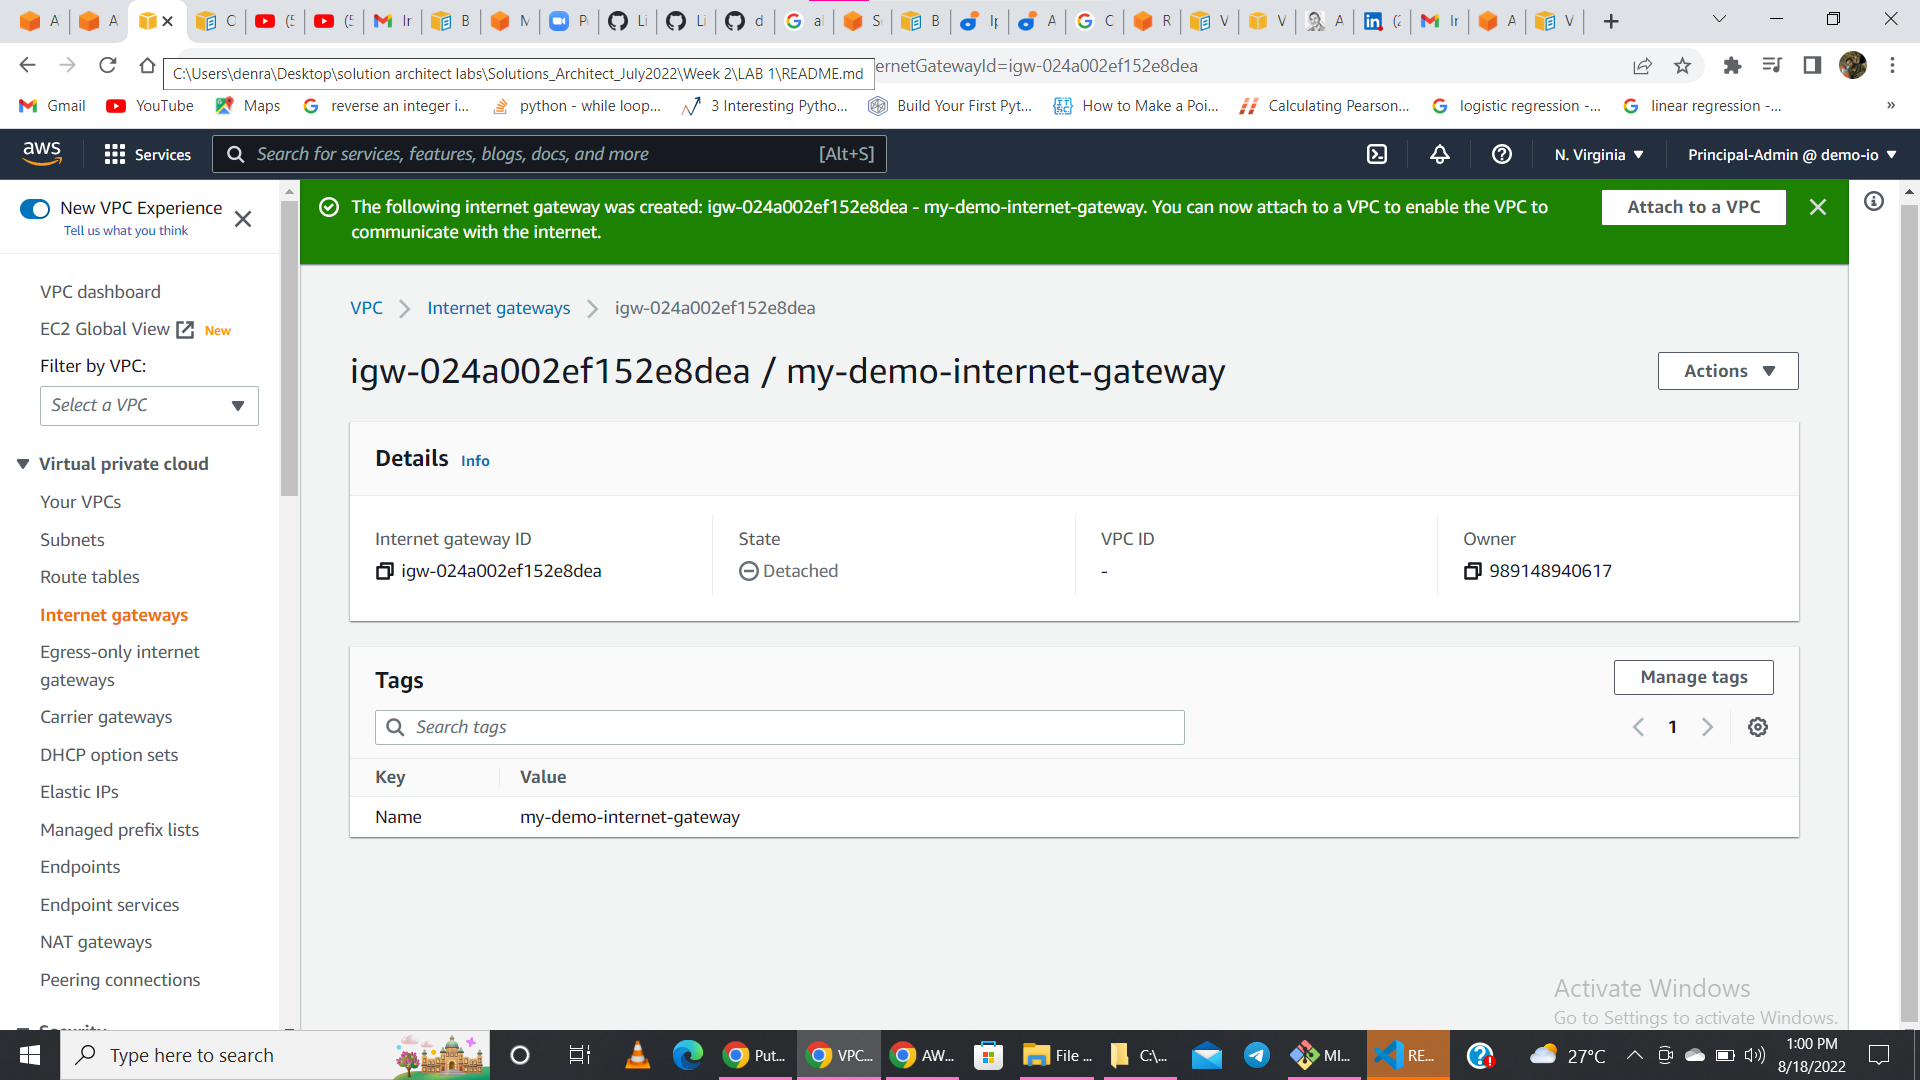 A
A
C
(5
(5
Ir
B
M
P
Li
Li
d
al
S
B
Ip
A
C
R
V
V
A
(2
Ir
A
V
C:\Users\denra\Desktop\solution architect labs\Solutions_Architect_July2022\Week 2\LAB 1\README.md
ernetGatewayId=igw-024a002ef152e8dea
Gmail
YouTube
Maps
reverse an integer i...
python - while loop...
3 Interesting Pytho...
Build Your First Pyt...
How to Make a Poi...
Calculating Pearson...
logistic regression -...
linear regression -...
»
aws
Services
Search for services, features, blogs, docs, and more
[Alt+S]
N. Virginia
Principal-Admin @ demo-io
New VPC Experience
Tell us what you think
The following internet gateway was created: igw-024a002ef152e8dea - my-demo-internet-gateway. You can now attach to a VPC to enable the VPC to
communicate with the internet.
Attach to a VPC
VPC dashboard
EC2 Global View New
Filter by VPC:
Select a VPC
Virtual private cloud
Your VPCs
Subnets
Route tables
Internet gateways
Egress-only internet
gateways
Carrier gateways
DHCP option sets
Elastic IPs
Managed prefix lists
Endpoints
Endpoint services
NAT gateways
Peering connections
Security
VPC
Internet gateways
igw-024a002ef152e8dea
igw-024a002ef152e8dea / my-demo-internet-gateway
Actions
Details Info
Internet gateway ID
igw-024a002ef152e8dea
State
Detached
VPC ID
-
Owner
989148940617
Tags
Manage tags
Search tags
1
Key
Value
Name
my-demo-internet-gateway
Activate Windows
Go to Settings to activate Windows.
Type here to search
Put...
VPC...
AW...
File ...
C:\...
MI...
RE...
27°C
1:00 PM
8/18/2022